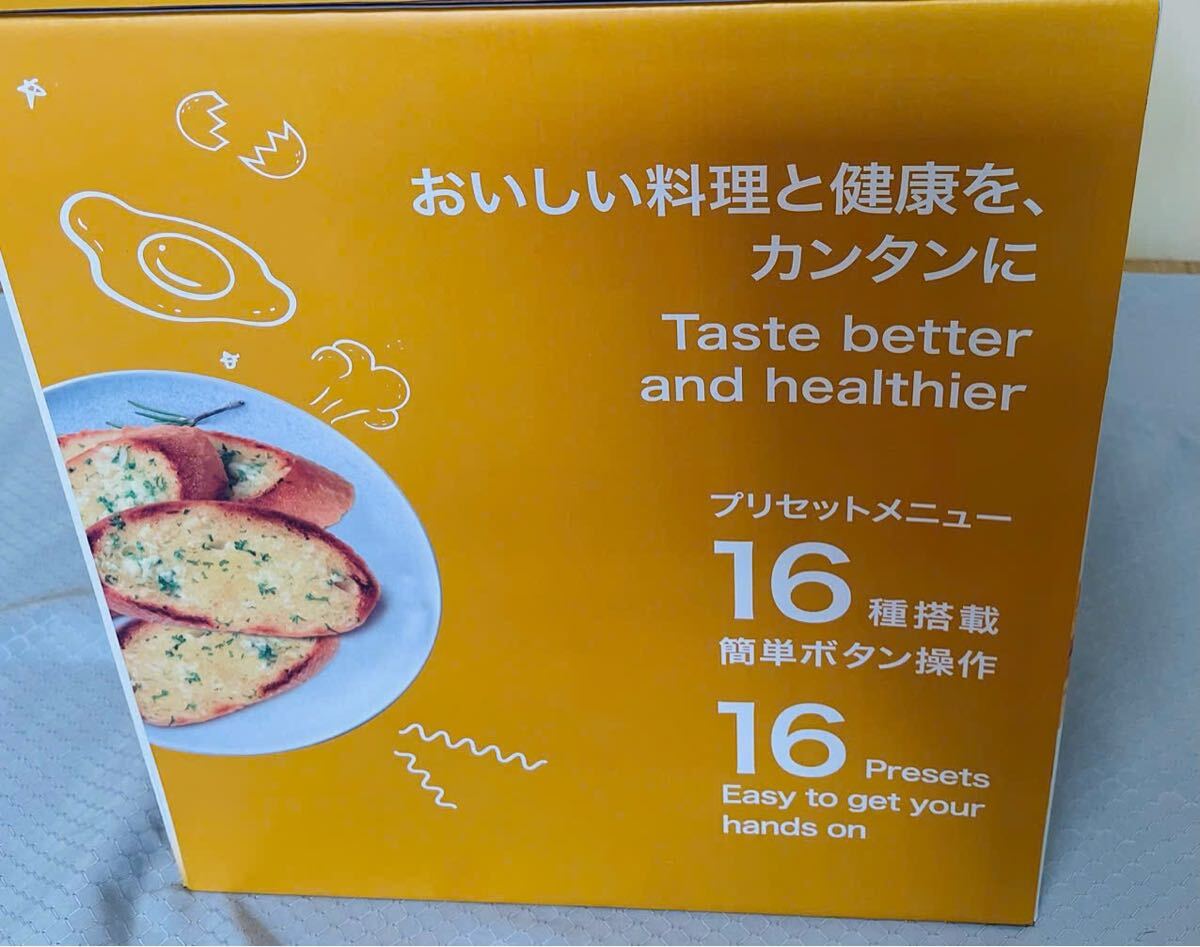 おいしい料理と健康を、
カンタンに
Taste better
and healthier
プリセットメニュー
16 種搭載
簡単ボタン操作
16 Presets
Easy to get your
hands on